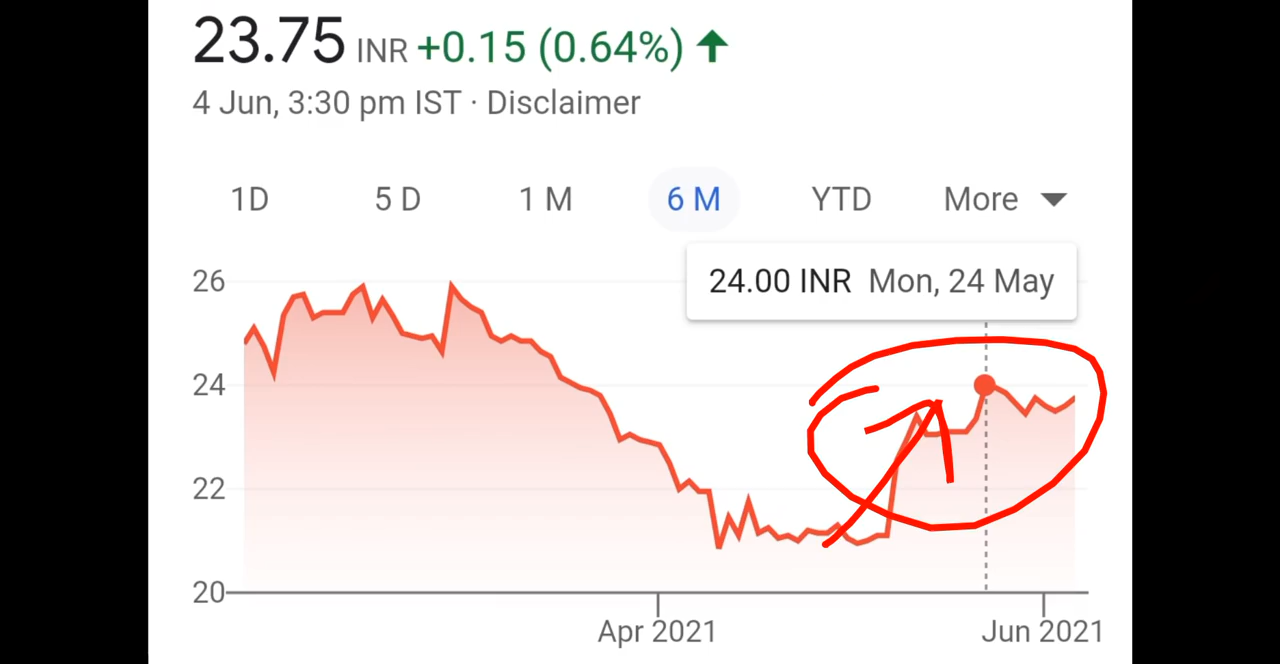 23.75 INR +0.15 (0.64%) ↑
4 Jun, 3:30 pm IST · Disclaimer
1D 5 D 1 M 6 M YTD More
24.00 INR Mon, 24 May
26
24
22
20
Apr 2021 Jun 2021